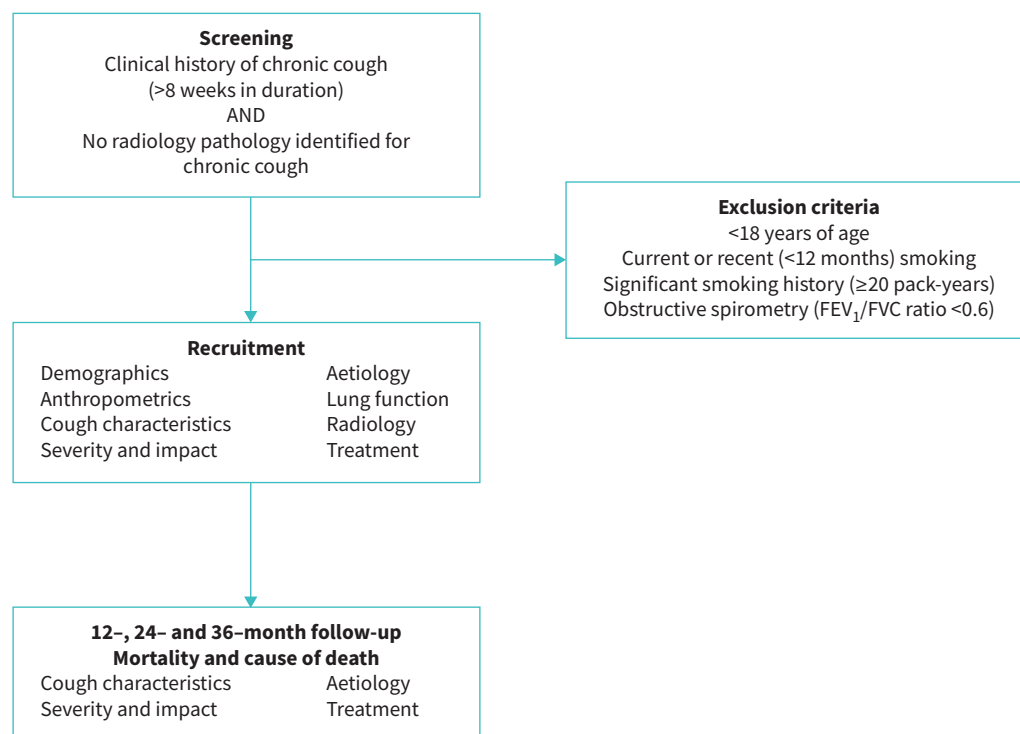 Screening
Clinical history of chronic cough
(>8 weeks in duration)
AND
No radiology pathology identified for
chronic cough
Exclusion criteria
<18 years of age
Current or recent (<12 months) smoking
Significant smoking history (≥20 pack-years)
Obstructive spirometry (FEV₁/FVC ratio <0.6)
Recruitment
Demographics Aetiology
Anthropometrics Lung function
Cough characteristics Radiology
Severity and impact Treatment
12–, 24– and 36–month follow-up
Mortality and cause of death
Cough characteristics Aetiology
Severity and impact Treatment